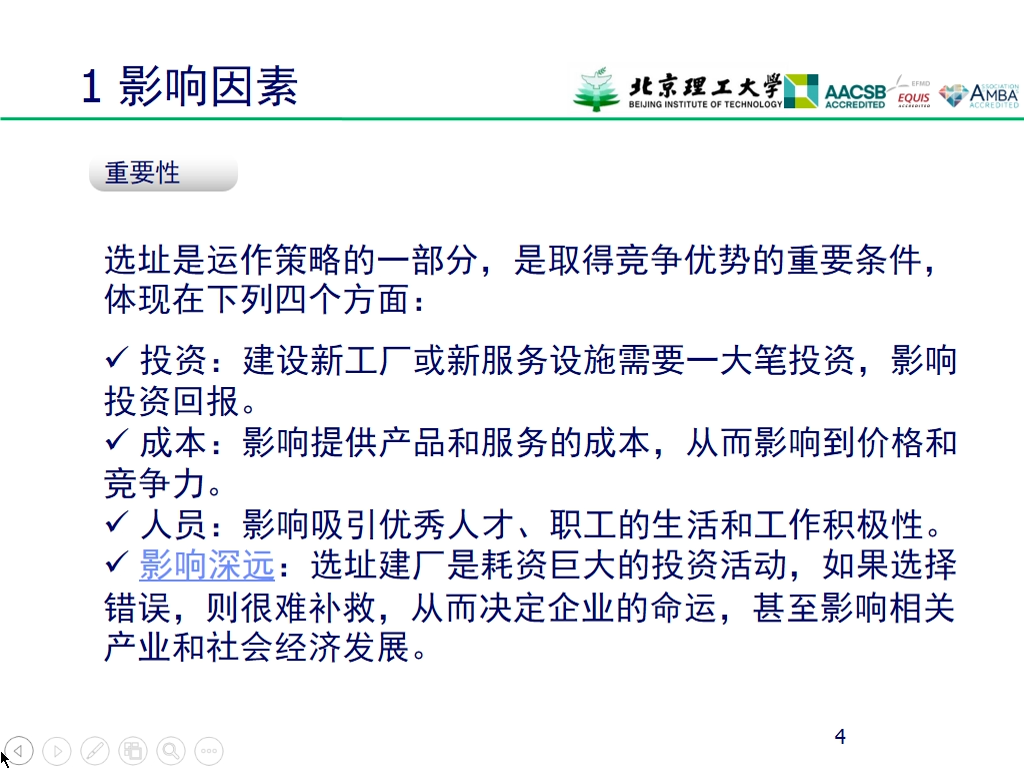 1 影响因素
北京理工大学
BEIJING INSTITUTE OF TECHNOLOGY
AACSB
ACCREDITED
EFMD
EQUIS
ACCREDITED
ASSOCIATION
AMBA
ACCREDITED
重要性
选址是运作策略的一部分，是取得竞争优势的重要条件，
体现在下列四个方面：
✓ 投资：建设新工厂或新服务设施需要一大笔投资，影响
投资回报。
✓ 成本：影响提供产品和服务的成本，从而影响到价格和
竞争力。
✓ 人员：影响吸引优秀人才、职工的生活和工作积极性。
✓ 影响深远：选址建厂是耗资巨大的投资活动，如果选择
错误，则很难补救，从而决定企业的命运，甚至影响相关
产业和社会经济发展。
4